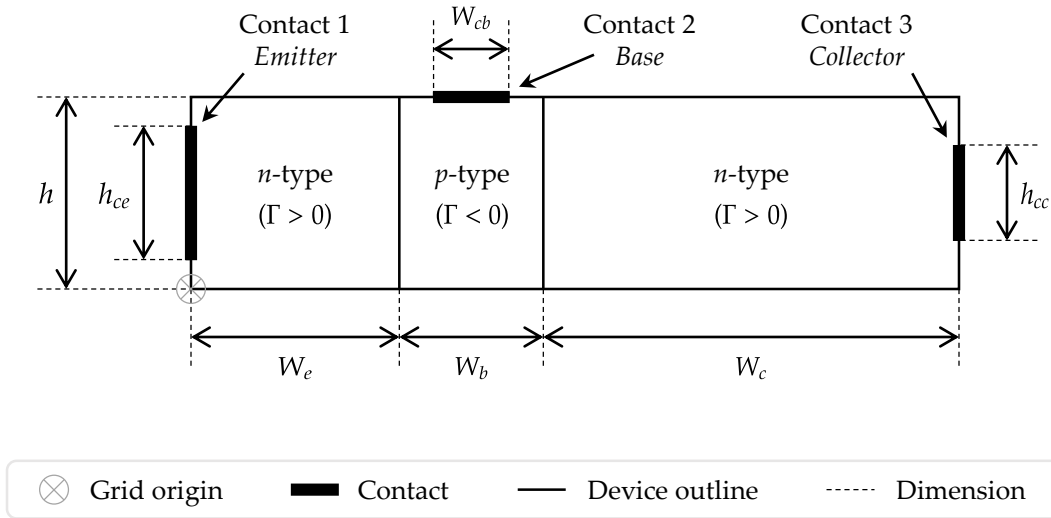 W_cb
Contact 1
Emitter
Contact 2
Base
Contact 3
Collector
h
h_ce
n-type
(Γ > 0)
p-type
(Γ < 0)
n-type
(Γ > 0)
h_cc
W_e
W_b
W_c
Grid origin
Contact
Device outline
Dimension